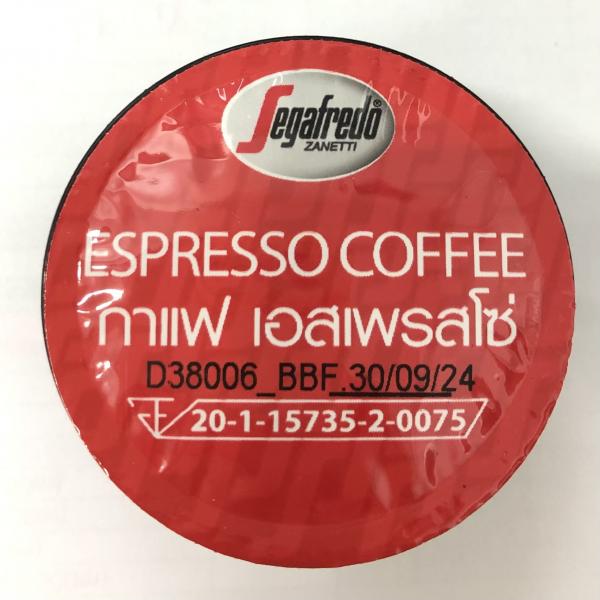 Segafredo®
ZANETTI
ESPRESSO COFFEE
กาแฟ เอสเพรสโซ่
D38006_BBF.30/09/24
20-1-15735-2-0075